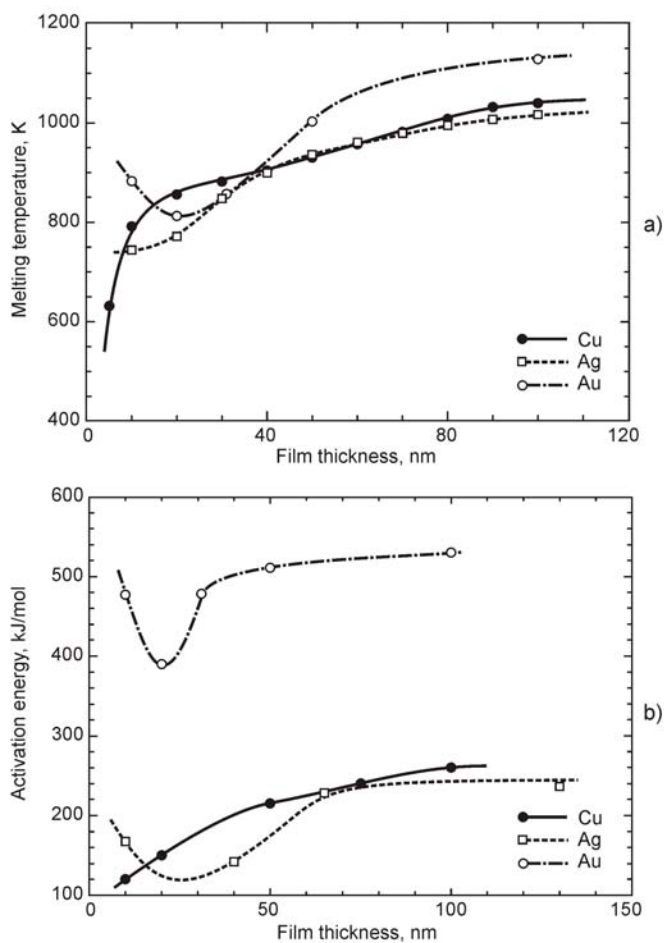 1200
1000
800
600
400
Melting temperature, K
0
40
80
120
Film thickness, nm
Cu
Ag
Au
a)
600
500
400
300
200
100
Activation energy, kJ/mol
0
50
100
150
Film thickness, nm
Cu
Ag
Au
b)